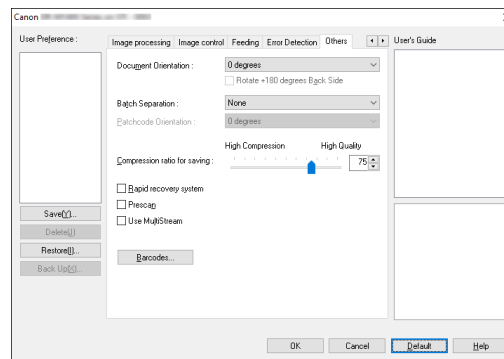 Canon
User Preference :
Save(Y)...
Delete(J)
Restore(I)...
Back Up(X)...
Image processing Image control Feeding Error Detection Others
Document Orientation : 0 degrees
Rotate +180 degrees Back Side
Batch Separation : None
Patchcode Orientation : 0 degrees
High Compression High Quality
Compression ratio for saving : 75
Rapid recovery system
Prescan
Use MultiStream
Barcodes...
User's Guide
OK Cancel Default Help